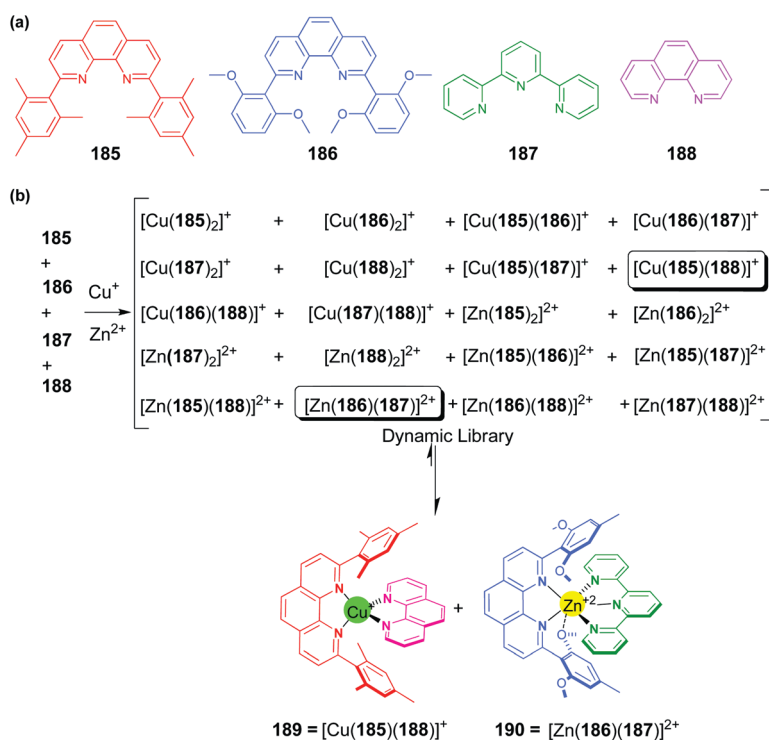 (a)
N N
185
O N N O
O O
186
N N N
187
N N
188
(b)
185
+
186
+
187
+
188
Cu+
Zn2+
[Cu(185)2]+ + [Cu(186)2]+ + [Cu(185)(186)]+ + [Cu(186)(187)]+
[Cu(187)2]+ + [Cu(188)2]+ + [Cu(185)(187)]+ + [Cu(185)(188)]+
[Cu(186)(188)]+ + [Cu(187)(188)]+ + [Zn(185)2]2+ + [Zn(186)2]2+
[Zn(187)2]2+ + [Zn(188)2]2+ + [Zn(185)(186)]2+ + [Zn(185)(187)]2+
[Zn(185)(188)]2+ + [Zn(186)(187)]2+ + [Zn(186)(188)]2+ + [Zn(187)(188)]2+
Dynamic Library
N N Cu+ N N
+
O O N N Zn+2 N N N O O
189 = [Cu(185)(188)]+
190 = [Zn(186)(187)]2+